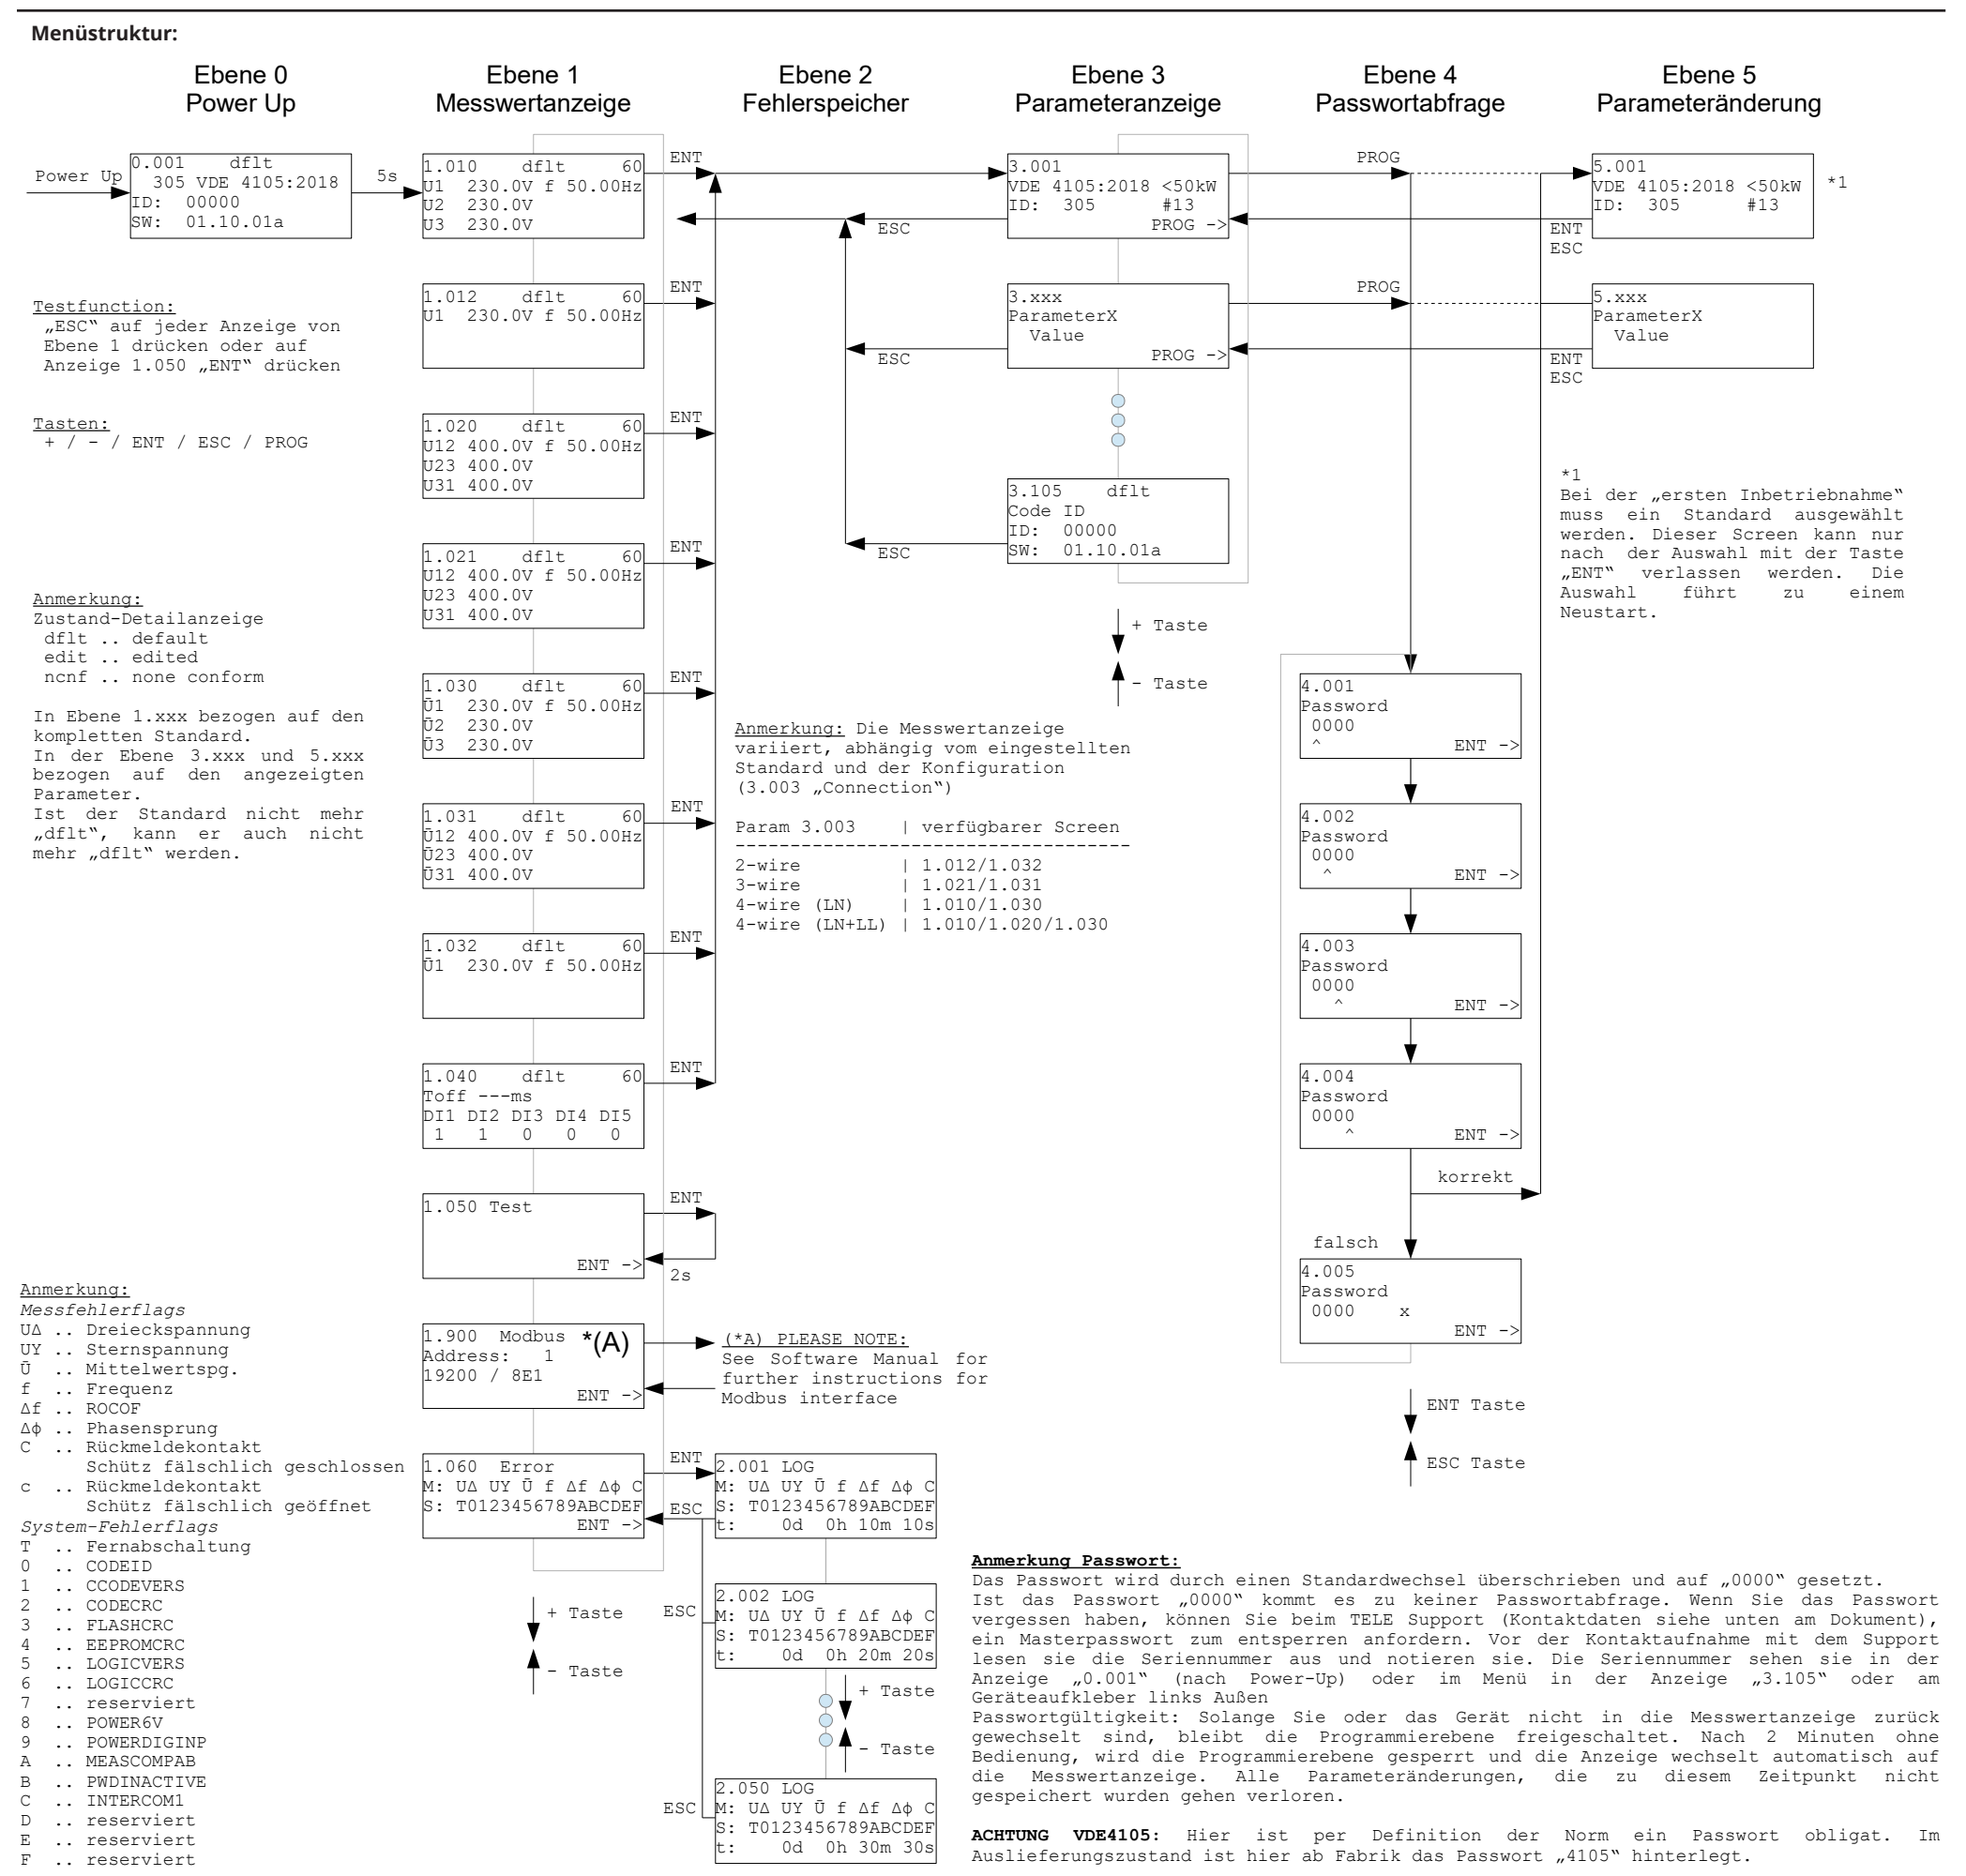 Menüstruktur:
Ebene 0
Power Up
Ebene 1
Messwertanzeige
Ebene 2
Fehlerspeicher
Ebene 3
Parameteranzeige
Ebene 4
Passwortabfrage
Ebene 5
Parameteränderung
Power Up
0.001 dflt
305 VDE 4105:2018
ID: 00000
SW: 01.10.01a
5s
1.010 dflt 60
U1 230.0V f 50.00Hz
U2 230.0V
U3 230.0V
ENT
3.001
VDE 4105:2018 <50kW
ID: 305 #13
PROG ->
ESC
PROG
5.001
VDE 4105:2018 <50kW
ID: 305 #13
*1
ENT
ESC
Testfunction:
„ESC“ auf jeder Anzeige von
Ebene 1 drücken oder auf
Anzeige 1.050 „ENT“ drücken
Tasten:
+ / - / ENT / ESC / PROG
1.012 dflt 60
U1 230.0V f 50.00Hz
ENT
3.xxx
ParameterX
Value
PROG ->
ESC
PROG
5.xxx
ParameterX
Value
ENT
ESC
1.020 dflt 60
U12 400.0V f 50.00Hz
U23 400.0V
U31 400.0V
ENT
3.105 dflt
Code ID
ID: 00000
SW: 01.10.01a
ESC
*1
Bei der „ersten Inbetriebnahme“
muss ein Standard ausgewählt
werden. Dieser Screen kann nur
nach der Auswahl mit der Taste
„ENT“ verlassen werden. Die
Auswahl führt zu einem
Neustart.
1.021 dflt 60
U12 400.0V f 50.00Hz
U23 400.0V
U31 400.0V
ENT
+ Taste
- Taste
Anmerkung:
Zustand-Detailanzeige
dflt .. default
edit .. edited
ncnf .. none conform
In Ebene 1.xxx bezogen auf den
kompletten Standard.
In der Ebene 3.xxx und 5.xxx
bezogen auf den angezeigten
Parameter.
Ist der Standard nicht mehr
„dflt“, kann er auch nicht
mehr „dflt“ werden.
1.030 dflt 60
Ū1 230.0V f 50.00Hz
Ū2 230.0V
Ū3 230.0V
ENT
Anmerkung: Die Messwertanzeige
variiert, abhängig vom eingestellten
Standard und der Konfiguration
(3.003 „Connection“)
Param 3.003 | verfügbarer Screen
------------------------------------
2-wire | 1.012/1.032
3-wire | 1.021/1.031
4-wire (LN) | 1.010/1.030
4-wire (LN+LL) | 1.010/1.020/1.030
4.001
Password
0000
^ ENT ->
4.002
Password
0000
^ ENT ->
4.003
Password
0000
^ ENT ->
4.004
Password
0000
^ ENT ->
korrekt
falsch
4.005
Password
0000 x
ENT ->
ENT Taste
ESC Taste
1.031 dflt 60
Ū12 400.0V f 50.00Hz
Ū23 400.0V
Ū31 400.0V
ENT
1.032 dflt 60
Ū1 230.0V f 50.00Hz
ENT
1.040 dflt 60
Toff ---ms
DI1 DI2 DI3 DI4 DI5
1 1 0 0 0
ENT
1.050 Test
ENT ->
ENT
2s
1.900 Modbus *(A)
Address: 1
19200 / 8E1
ENT ->
(*A) PLEASE NOTE:
See Software Manual for
further instructions for
Modbus interface
1.060 Error
M: UΔ UY Ū f Δf Δϕ C
S: T0123456789ABCDEF
ENT ->
ENT
ESC
2.001 LOG
M: UΔ UY Ū f Δf Δϕ C
S: T0123456789ABCDEF
t: 0d 0h 10m 10s
+ Taste
- Taste
ESC
2.002 LOG
M: UΔ UY Ū f Δf Δϕ C
S: T0123456789ABCDEF
t: 0d 0h 20m 20s
+ Taste
- Taste
ESC
2.050 LOG
M: UΔ UY Ū f Δf Δϕ C
S: T0123456789ABCDEF
t: 0d 0h 30m 30s
Anmerkung:
Messfehlerflags
UΔ .. Dreieckspannung
UY .. Sternspannung
Ū .. Mittelwertspg.
f .. Frequenz
Δf .. ROCOF
Δϕ .. Phasensprung
C .. Rückmeldekontakt
Schütz fälschlich geschlossen
c .. Rückmeldekontakt
Schütz fälschlich geöffnet
System-Fehlerflags
T .. Fernabschaltung
0 .. CODEID
1 .. CCODEVERS
2 .. CODECRC
3 .. FLASHCRC
4 .. EEPROMCRC
5 .. LOGICVERS
6 .. LOGICCRC
7 .. reserviert
8 .. POWER6V
9 .. POWERDIGINP
A .. MEASCOMPAB
B .. PWDINACTIVE
C .. INTERCOM1
D .. reserviert
E .. reserviert
F .. reserviert
Anmerkung Passwort:
Das Passwort wird durch einen Standardwechsel überschrieben und auf „0000“ gesetzt.
Ist das Passwort „0000“ kommt es zu keiner Passwortabfrage. Wenn Sie das Passwort
vergessen haben, können Sie beim TELE Support (Kontaktdaten siehe unten am Dokument),
ein Masterpasswort zum entsperren anfordern. Vor der Kontaktaufnahme mit dem Support
lesen sie die Seriennummer aus und notieren sie. Die Seriennummer sehen sie in der
Anzeige „0.001“ (nach Power-Up) oder im Menü in der Anzeige „3.105“ oder am
Geräteaufkleber links Außen
Passwortgültigkeit: Solange Sie oder das Gerät nicht in die Messwertanzeige zurück
gewechselt sind, bleibt die Programmierebene freigeschaltet. Nach 2 Minuten ohne
Bedienung, wird die Programmierebene gesperrt und die Anzeige wechselt automatisch auf
die Messwertanzeige. Alle Parameteränderungen, die zu diesem Zeitpunkt nicht
gespeichert wurden gehen verloren.
ACHTUNG VDE4105: Hier ist per Definition der Norm ein Passwort obligat. Im
Auslieferungszustand ist hier ab Fabrik das Passwort „4105“ hinterlegt.